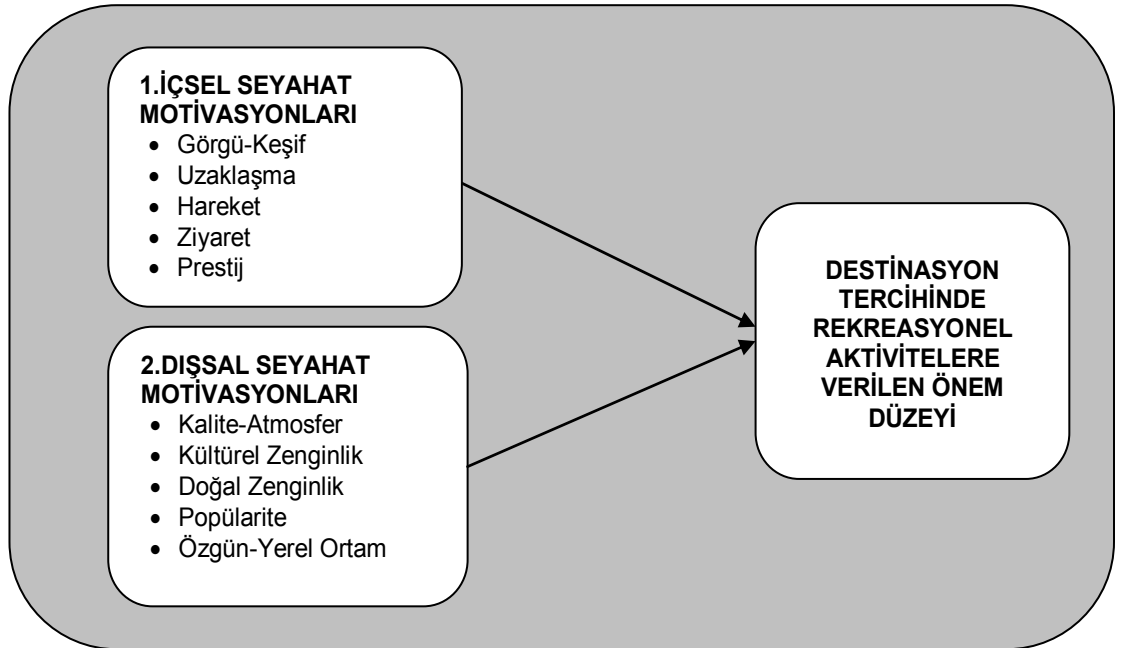 1.İÇSEL SEYAHAT
MOTİVASYONLARI
• Görgü-Keşif
• Uzaklaşma
• Hareket
• Ziyaret
• Prestij
2.DIŞSAL SEYAHAT
MOTİVASYONLARI
• Kalite-Atmosfer
• Kültürel Zenginlik
• Doğal Zenginlik
• Popülarite
• Özgün-Yerel Ortam
DESTİNASYON
TERCİHİNDE
REKREASYONEL
AKTİVİTELERE
VERİLEN ÖNEM
DÜZEYİ